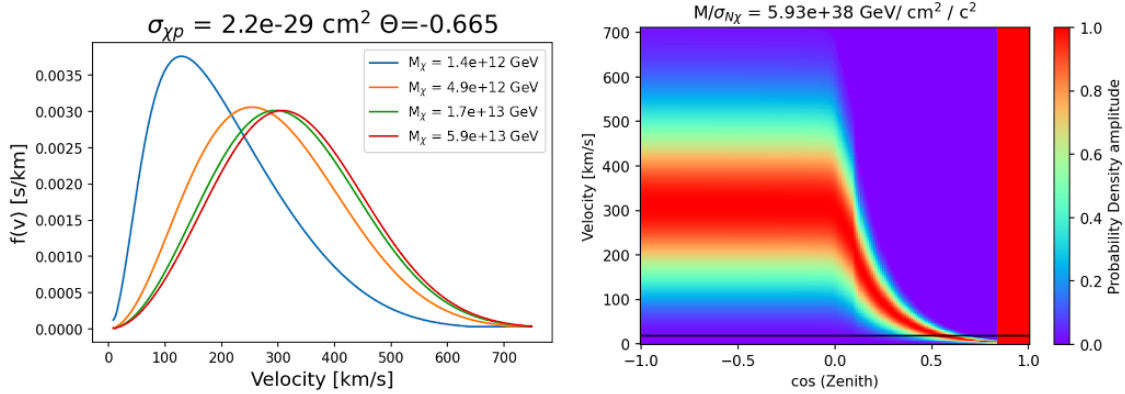 σχp = 2.2e-29 cm² Θ=-0.665
f(v) [s/km]
0.0035
0.0030
0.0025
0.0020
0.0015
0.0010
0.0005
0.0000
Mχ = 1.4e+12 GeV
Mχ = 4.9e+12 GeV
Mχ = 1.7e+13 GeV
Mχ = 5.9e+13 GeV
0 100 200 300 400 500 600 700
Velocity [km/s]
M/σNχ = 5.93e+38 GeV/ cm² / c²
Velocity [km/s]
700
600
500
400
300
200
100
0
−1.0 −0.5 0.0 0.5 1.0
cos (Zenith)
1.0
0.8
0.6
0.4
0.2
0.0
Probability Density amplitude